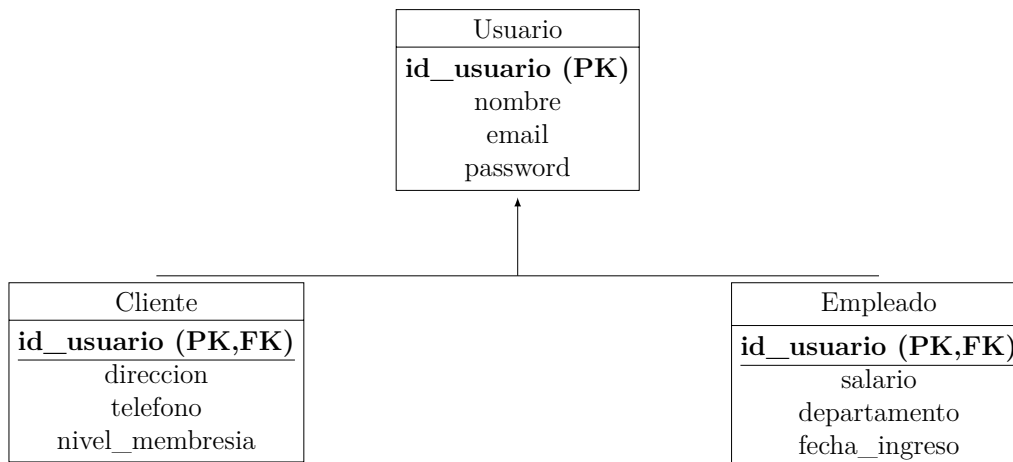 Usuario
id_usuario (PK)
nombre
email
password
Cliente
id_usuario (PK,FK)
direccion
telefono
nivel_membresia
Empleado
id_usuario (PK,FK)
salario
departamento
fecha_ingreso